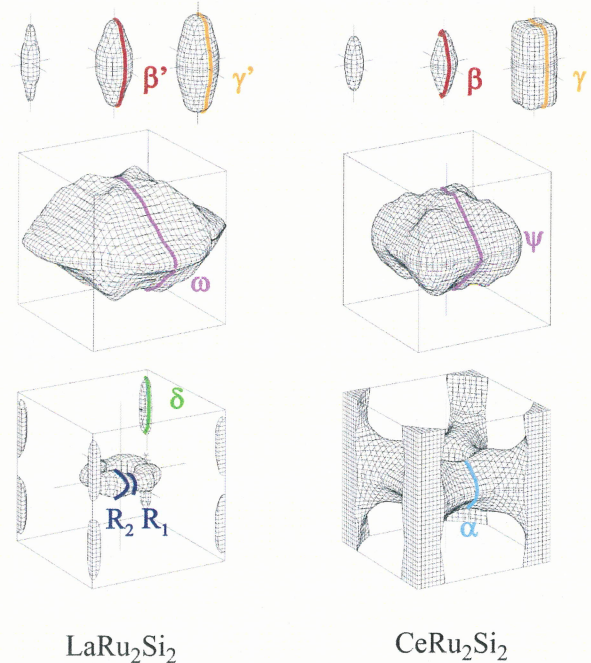 β’ γ’ β γ
ω ψ
δ
R₂ R₁ α
LaRu₂Si₂ CeRu₂Si₂